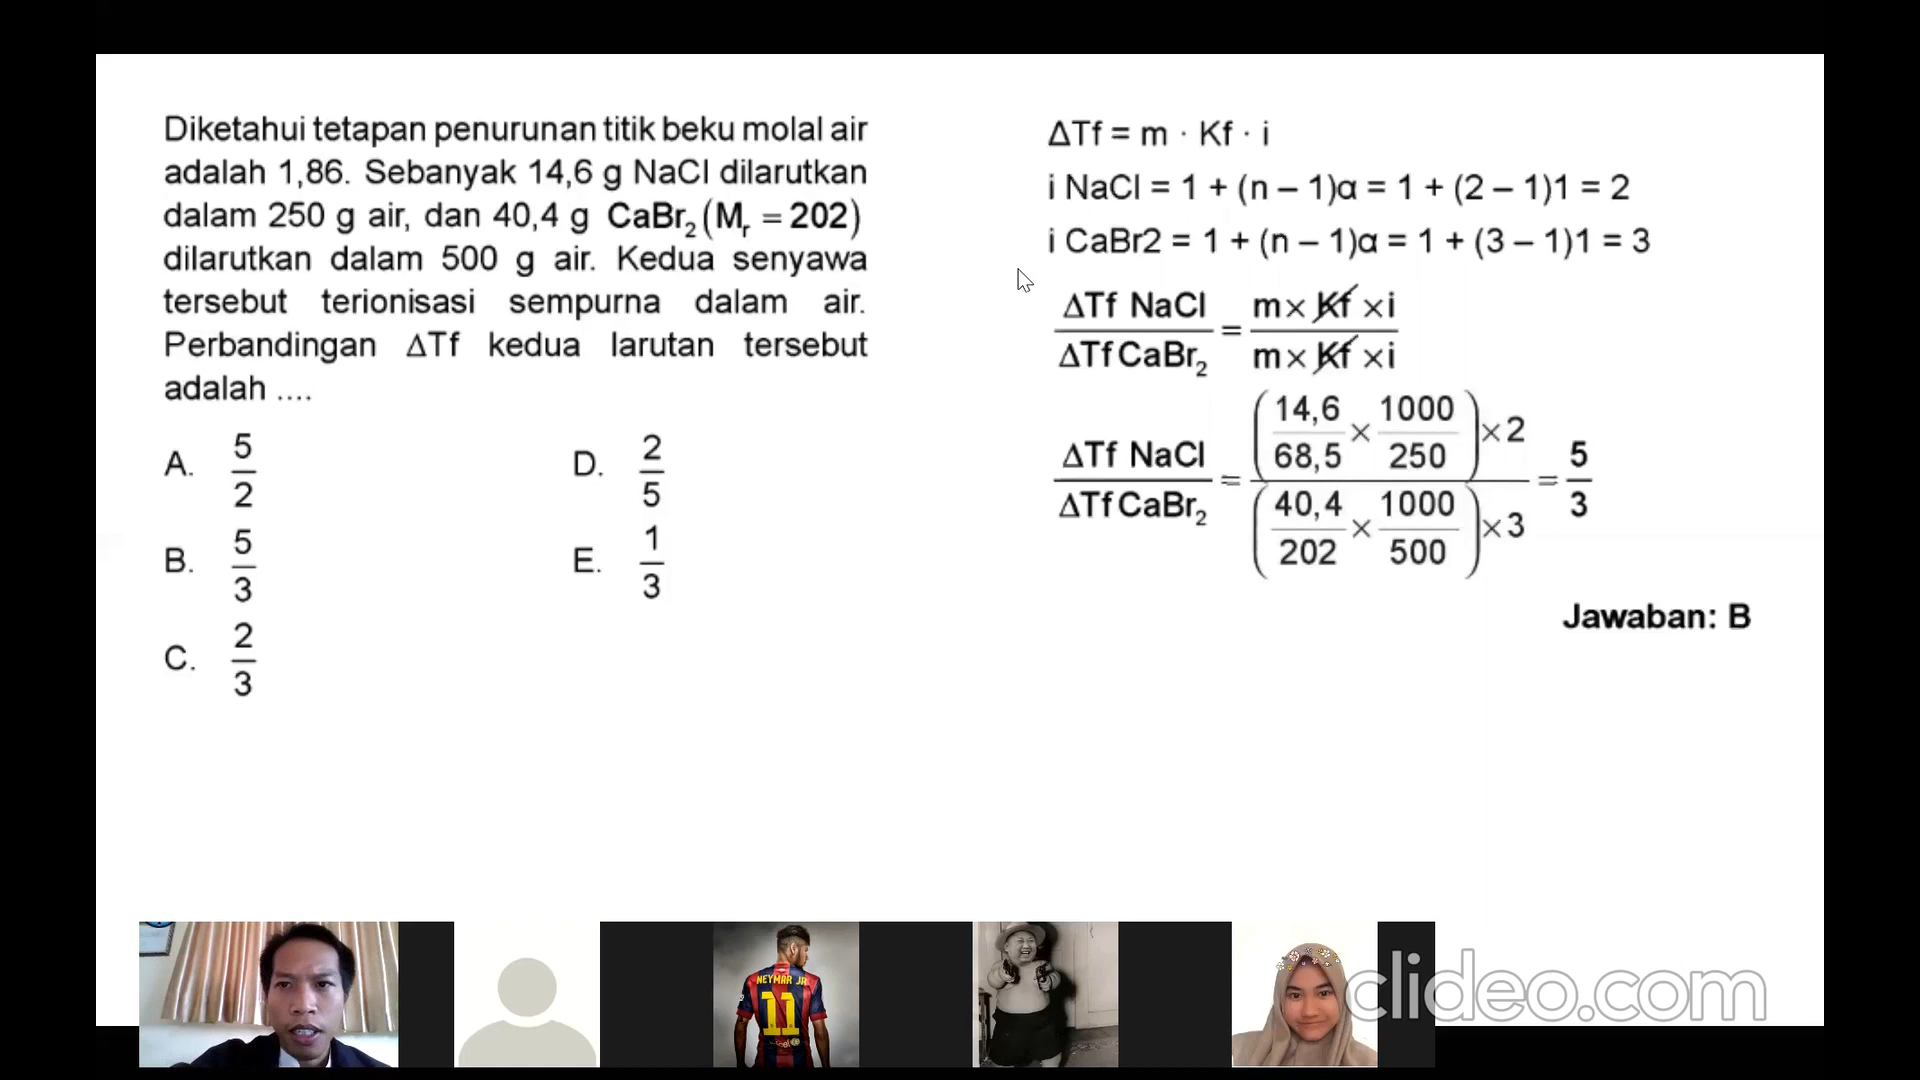 Diketahui tetapan penurunan titik beku molal air
adalah 1,86. Sebanyak 14,6 g NaCl dilarutkan
dalam 250 g air, dan 40,4 g CaBr₂(Mᵣ = 202)
dilarutkan dalam 500 g air. Kedua senyawa
tersebut terionisasi sempurna dalam air.
Perbandingan ΔTf kedua larutan tersebut
adalah ....
A. 5/2
B. 5/3
C. 2/3
D. 2/5
E. 1/3
ΔTf = m · Kf · i
i NaCl = 1 + (n – 1)α = 1 + (2 – 1)1 = 2
i CaBr2 = 1 + (n – 1)α = 1 + (3 – 1)1 = 3
ΔTf NaCl / ΔTf CaBr₂ = m × Kf × i / m × Kf × i
ΔTf NaCl / ΔTf CaBr₂ = (14,6/68,5 × 1000/250) × 2 / (40,4/202 × 1000/500) × 3 = 5/3
Jawaban: B
NEYMAR JR
11
clideo.com